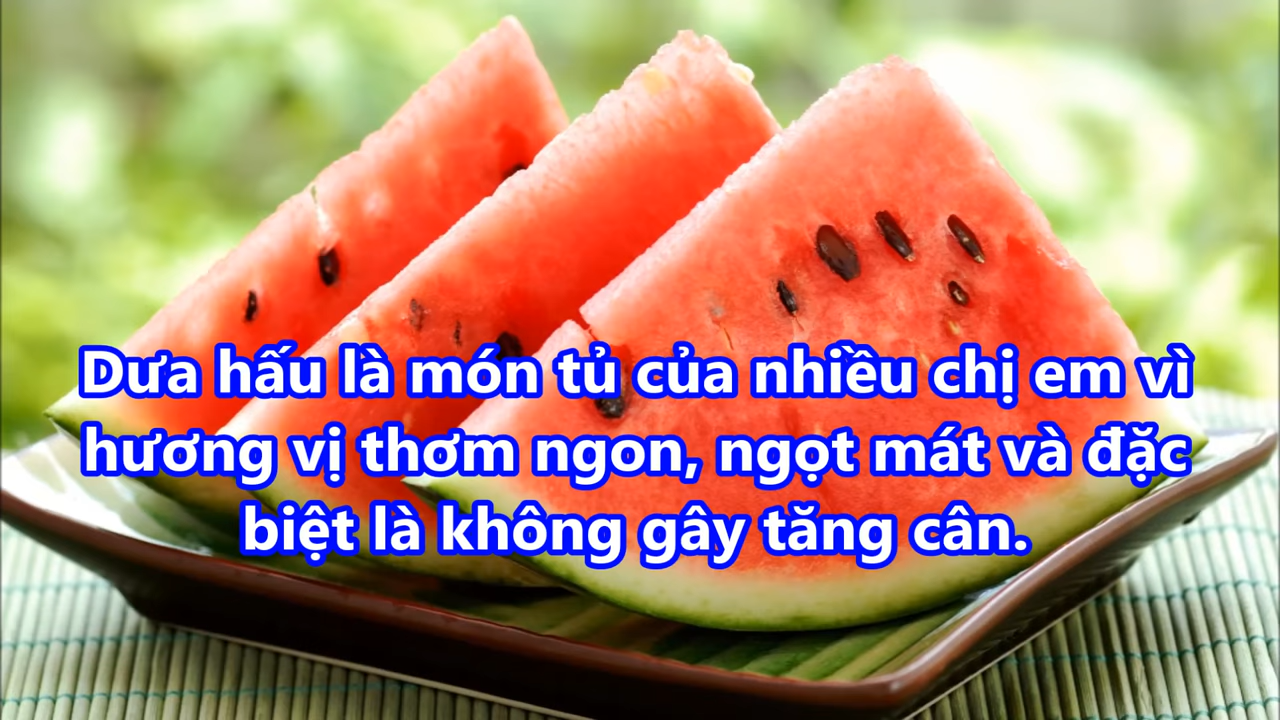 Dưa hấu là món tủ của nhiều chị em vì
hương vị thơm ngon, ngọt mát và đặc
biệt là không gây tăng cân.